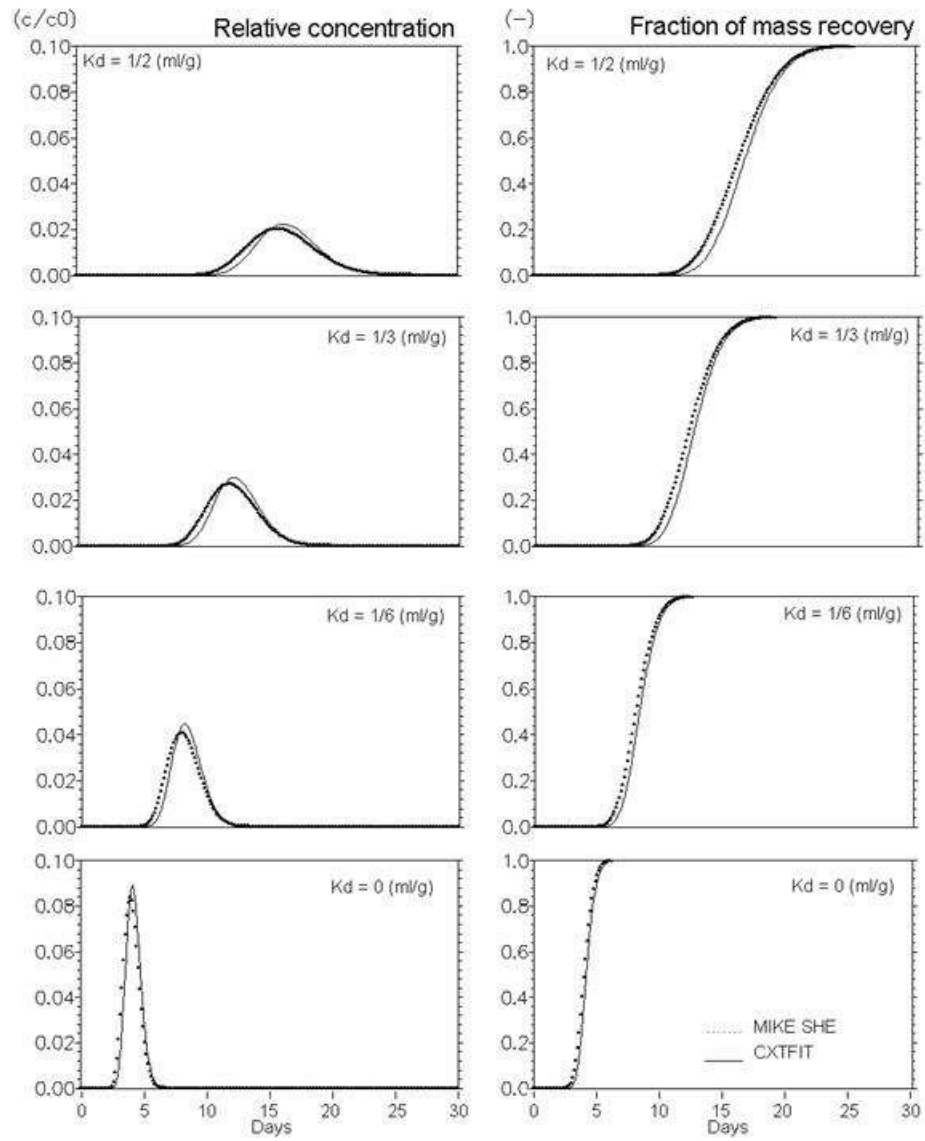 (c/c0) Relative concentration (-) Fraction of mass recovery
0.10 1.0
Kd = 1/2 (ml/g) Kd = 1/2 (ml/g)
0.08 0.8
0.06 0.6
0.04 0.4
0.02 0.2
0.00 0.0
0.10 1.0
Kd = 1/3 (ml/g) Kd = 1/3 (ml/g)
0.08 0.8
0.06 0.6
0.04 0.4
0.02 0.2
0.00 0.0
0.10 1.0
Kd = 1/6 (ml/g) Kd = 1/6 (ml/g)
0.08 0.8
0.06 0.6
0.04 0.4
0.02 0.2
0.00 0.0
0.10 1.0
Kd = 0 (ml/g) Kd = 0 (ml/g)
0.08 0.8
0.06 0.6
0.04 0.4
MIKE SHE
0.02 0.2
CXTFIT
0.00 0.0
0 5 10 15 20 25 30 0 5 10 15 20 25 30
Days Days